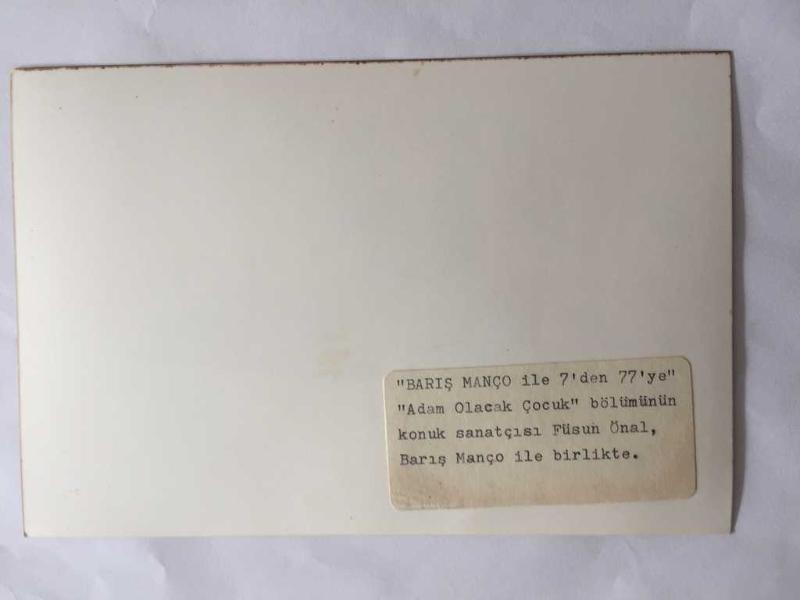 "BARIŞ MANÇO ile 7'den 77'ye"
"Adam Olacak Çocuk" bölümünün
konuk sanatçısı Füsun Önal,
Barış Manço ile birlikte.